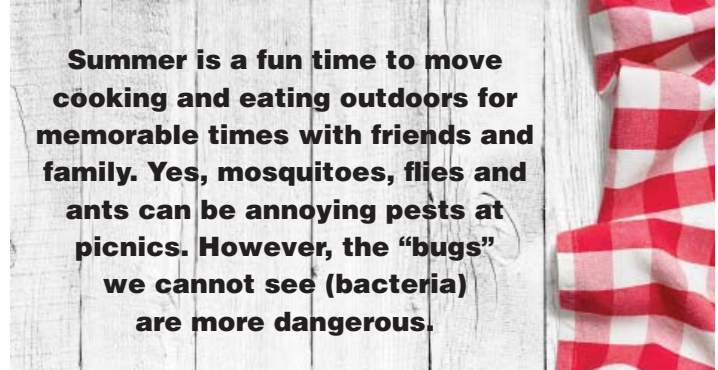 Summer is a fun time to move
cooking and eating outdoors for
memorable times with friends and
family. Yes, mosquitoes, flies and
ants can be annoying pests at
picnics. However, the “bugs”
we cannot see (bacteria)
are more dangerous.